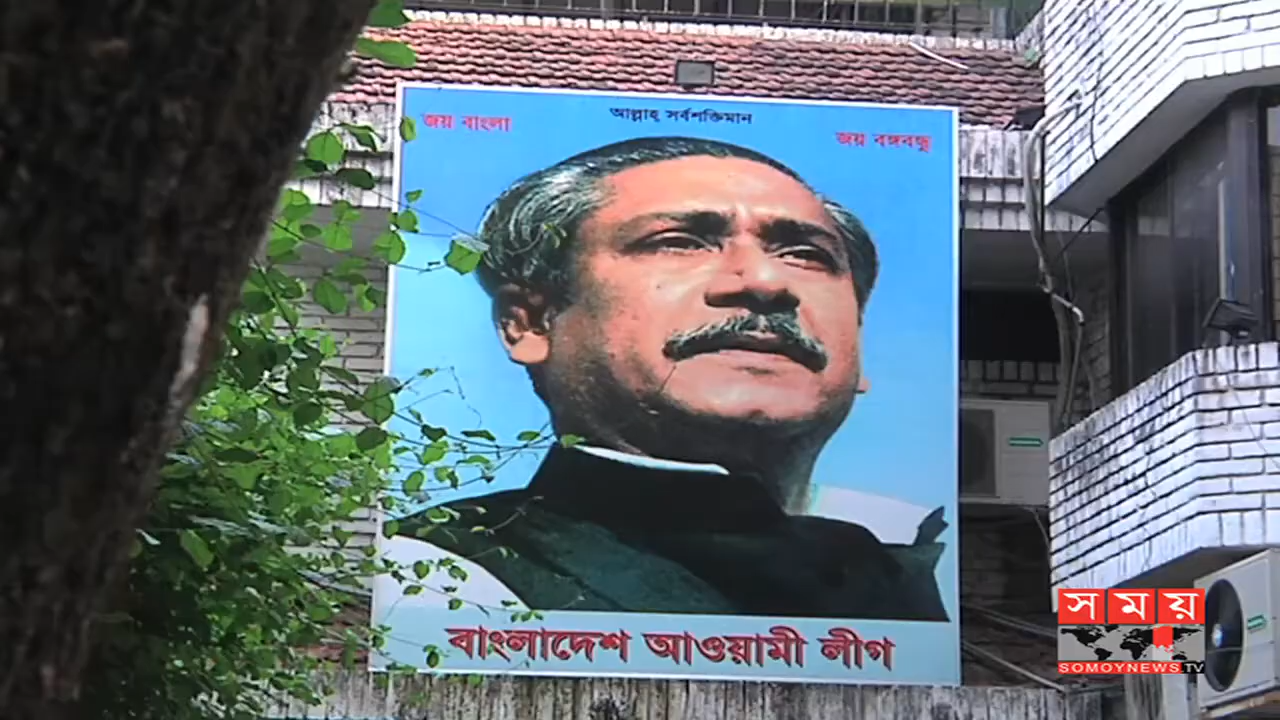 আল্লাহ্ সর্বশক্তিমান
জয় বাংলা
জয় বঙ্গবন্ধু
বাংলাদেশ আওয়ামী লীগ
সময়
SOMOYNEWS.TV